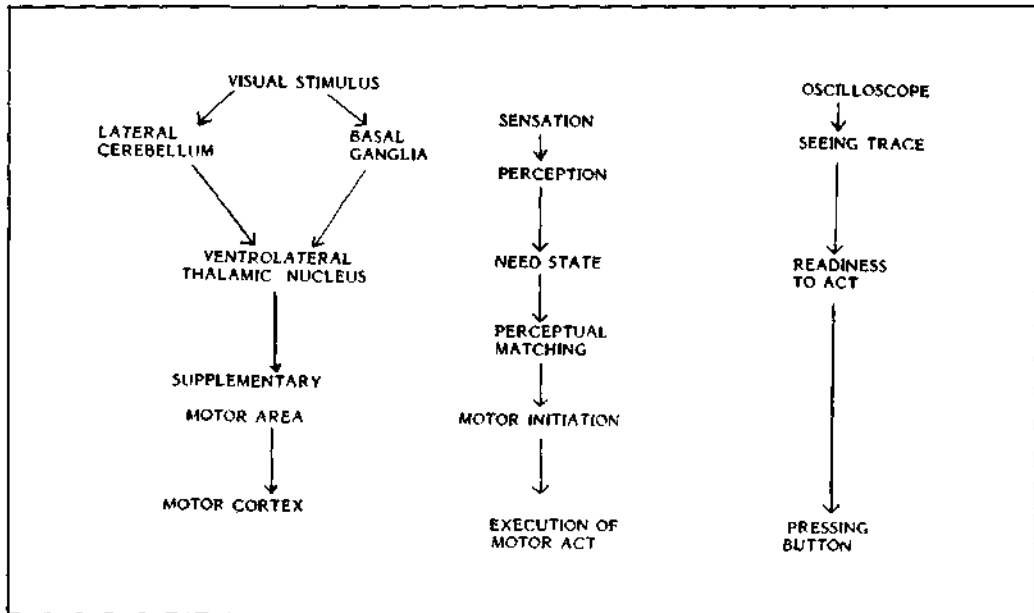 VISUAL STIMULUS
LATERAL
CEREBELLUM
BASAL
GANGLIA
VENTROLATERAL
THALAMIC NUCLEUS
SUPPLEMENTARY
MOTOR AREA
MOTOR CORTEX
SENSATION
PERCEPTION
NEED STATE
PERCEPTUAL
MATCHING
MOTOR INITIATION
EXECUTION OF
MOTOR ACT
OSCILLOSCOPE
SEEING TRACE
READINESS
TO ACT
PRESSING
BUTTON